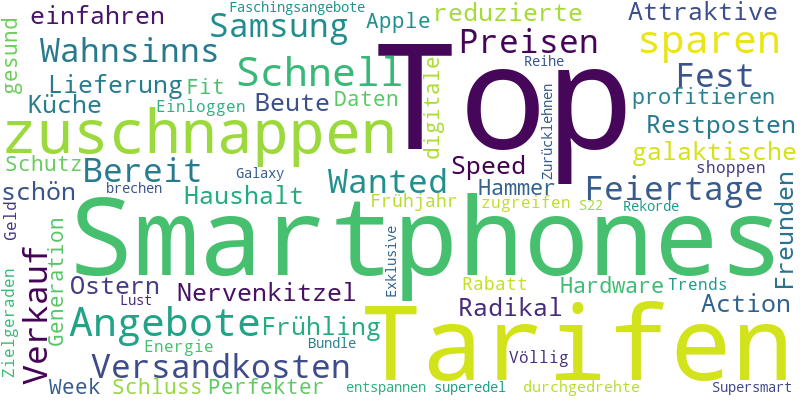 Faschingsangebote
einfahren
Samsung
Apple
reduzierte
Attraktive
gesund
Wahnsinns
Top
Preisen
sparen
Schnell
Reihe
Fest
Lieferung
Fit
digitale
Küche
Einloggen
Beute
Daten
Zurücklehnen
profitieren
zuschnappen
Restposten
Schutz
Bereit
Speed
galaktische
shoppen
schön
brechen
Galaxy
Haushalt
Wanted
Hammer
Feiertage
Freunden
Geld
Frühjahr
zugreifen
S22
Rekorde
Smartphones
Generation
Verkauf
Exklusive
Zielgeraden
Ostern
Lust
Nervenkitzel
Rabatt
Hardware
Trends
Angebote
Frühling
Tarifen
Radikal
Action
Energie
Bundle
Völlig
Versandkosten
Week
Schluss
Perfekter
entspannen
superedel
durchgedrehte
Supersmart